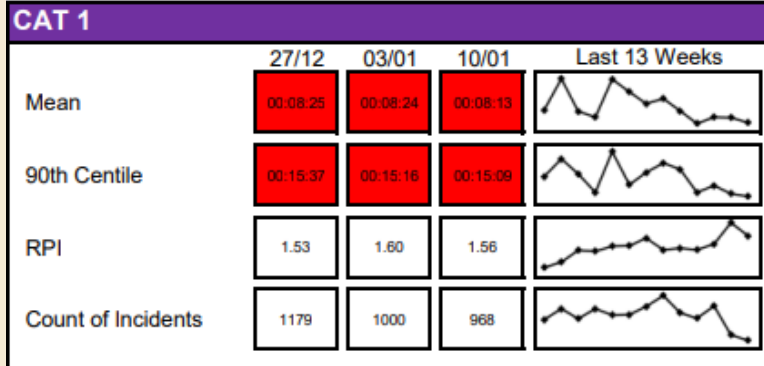 CAT 1
27/12 03/01 10/01 Last 13 Weeks
Mean 00:08:25 00:08:24 00:08:13
90th Centile 00:15:37 00:15:16 00:15:09
RPI 1.53 1.60 1.56
Count of Incidents 1179 1000 968